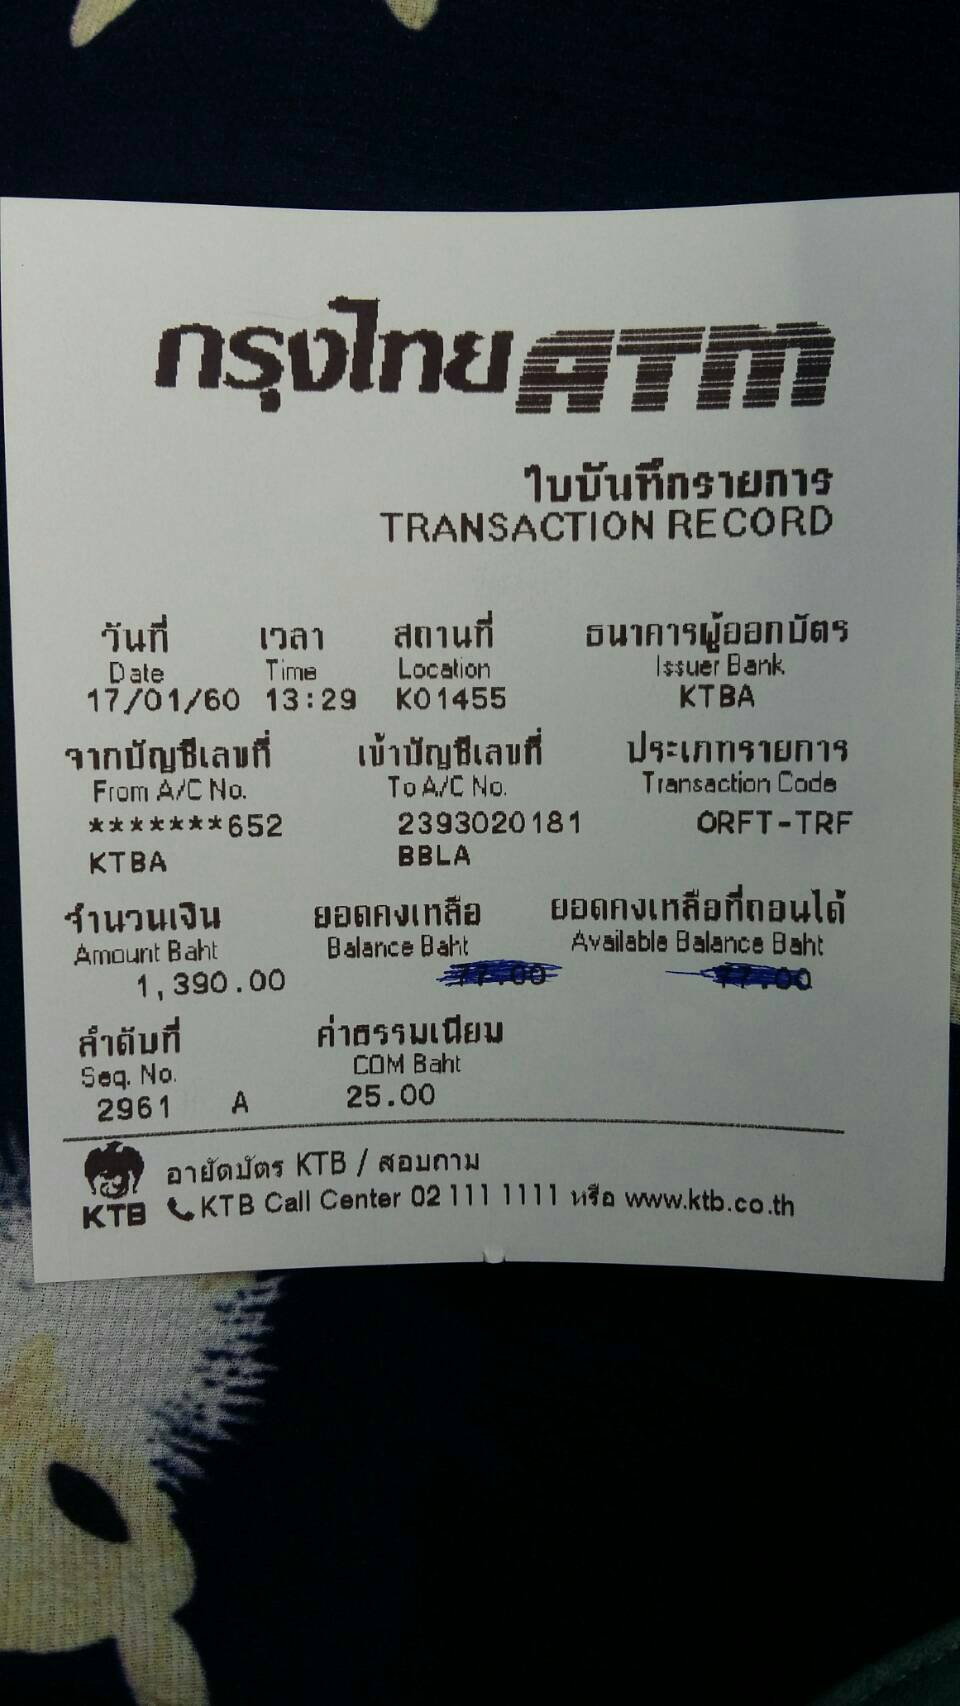 กรุงไทย ATM
ใบบันทึกรายการ
TRANSACTION RECORD
วันที่ เวลา สถานที่ ธนาคารผู้ออกบัตร
Date Time Location Issuer Bank
17/01/60 13:29 K01455 KTBA
จากบัญชีเลขที่ เข้าบัญชีเลขที่ ประเภทรายการ
From A/C No. To A/C No. Transaction Code
*******652 2393020181 ORFT-TRF
KTBA BBLA
จำนวนเงิน ยอดคงเหลือ ยอดคงเหลือที่ถอนได้
Amount Baht Balance Baht Available Balance Baht
1,390.00
ลำดับที่ ค่าธรรมเนียม
Seq. No. COM Baht
2961 A 25.00
อายัดบัตร KTB / สอบถาม
KTB KTB Call Center 02 111 1111 หรือ www.ktb.co.th